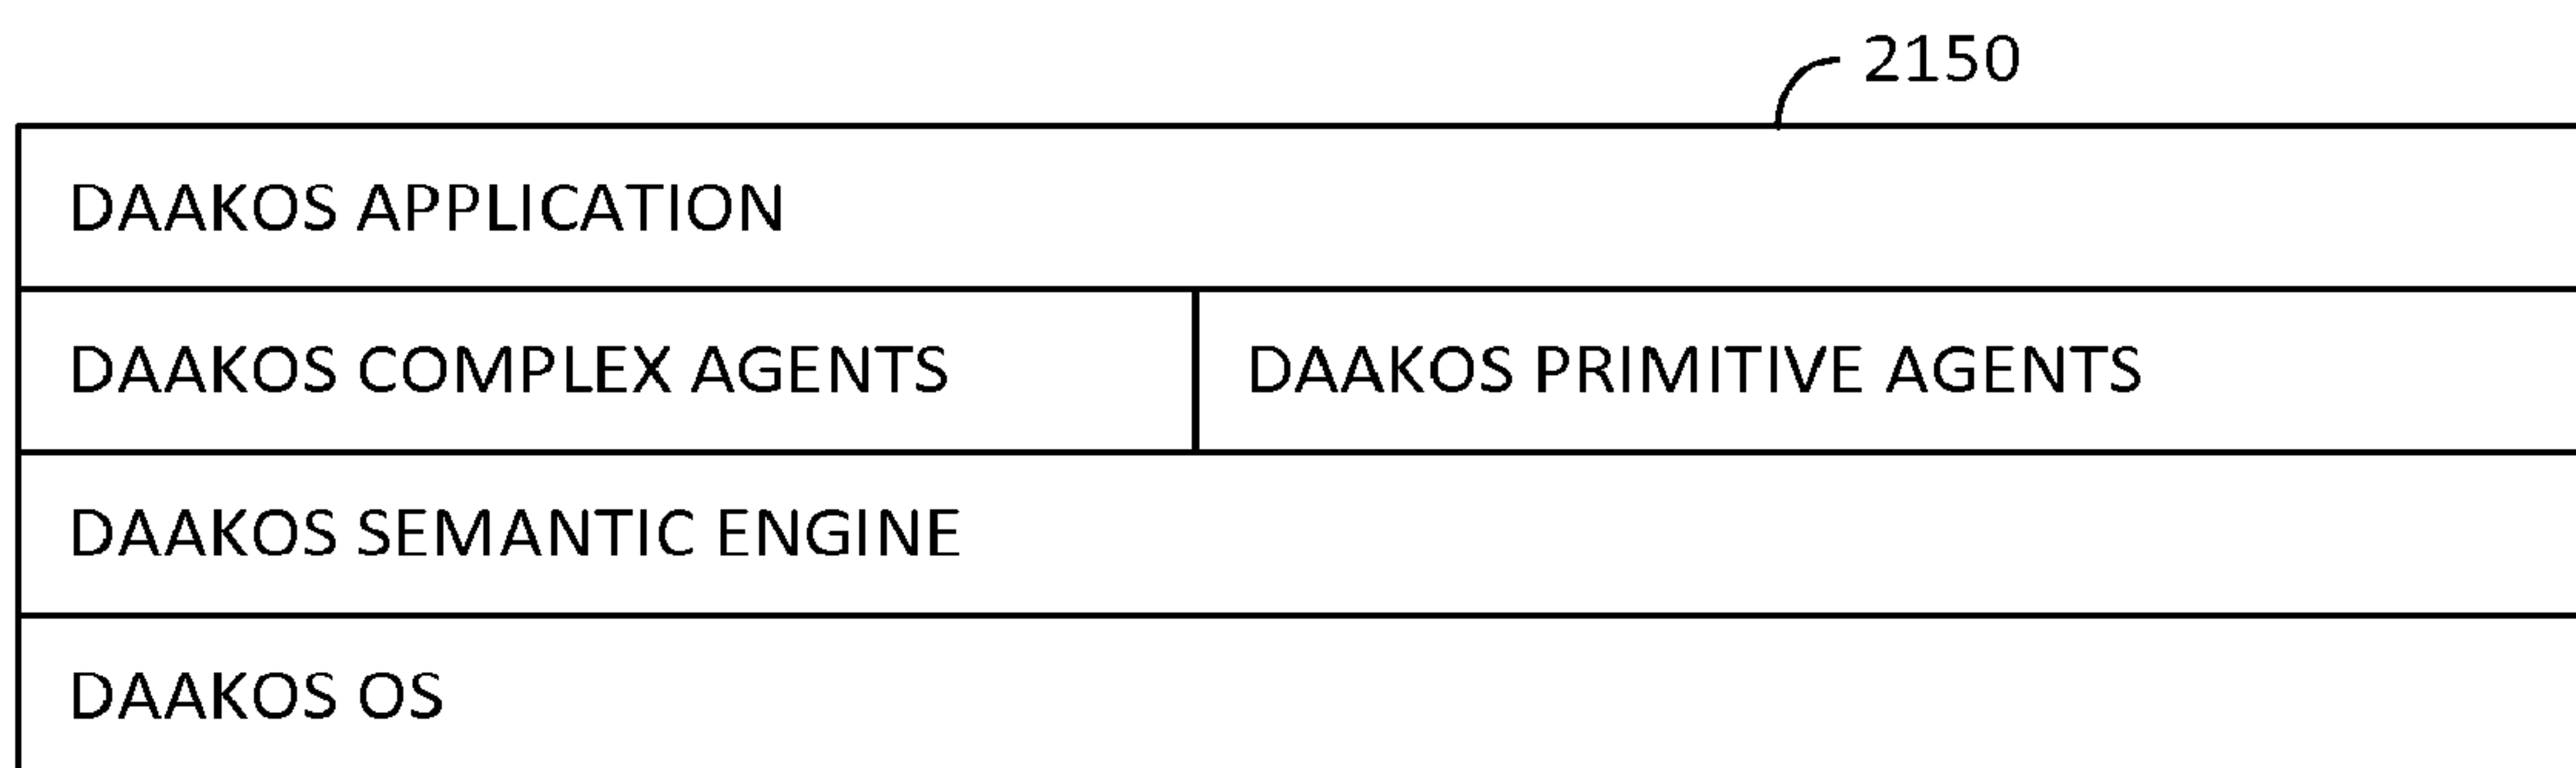 2150
DAAKOS APPLICATION
DAAKOS COMPLEX AGENTS
DAAKOS PRIMITIVE AGENTS
DAAKOS SEMANTIC ENGINE
DAAKOS OS